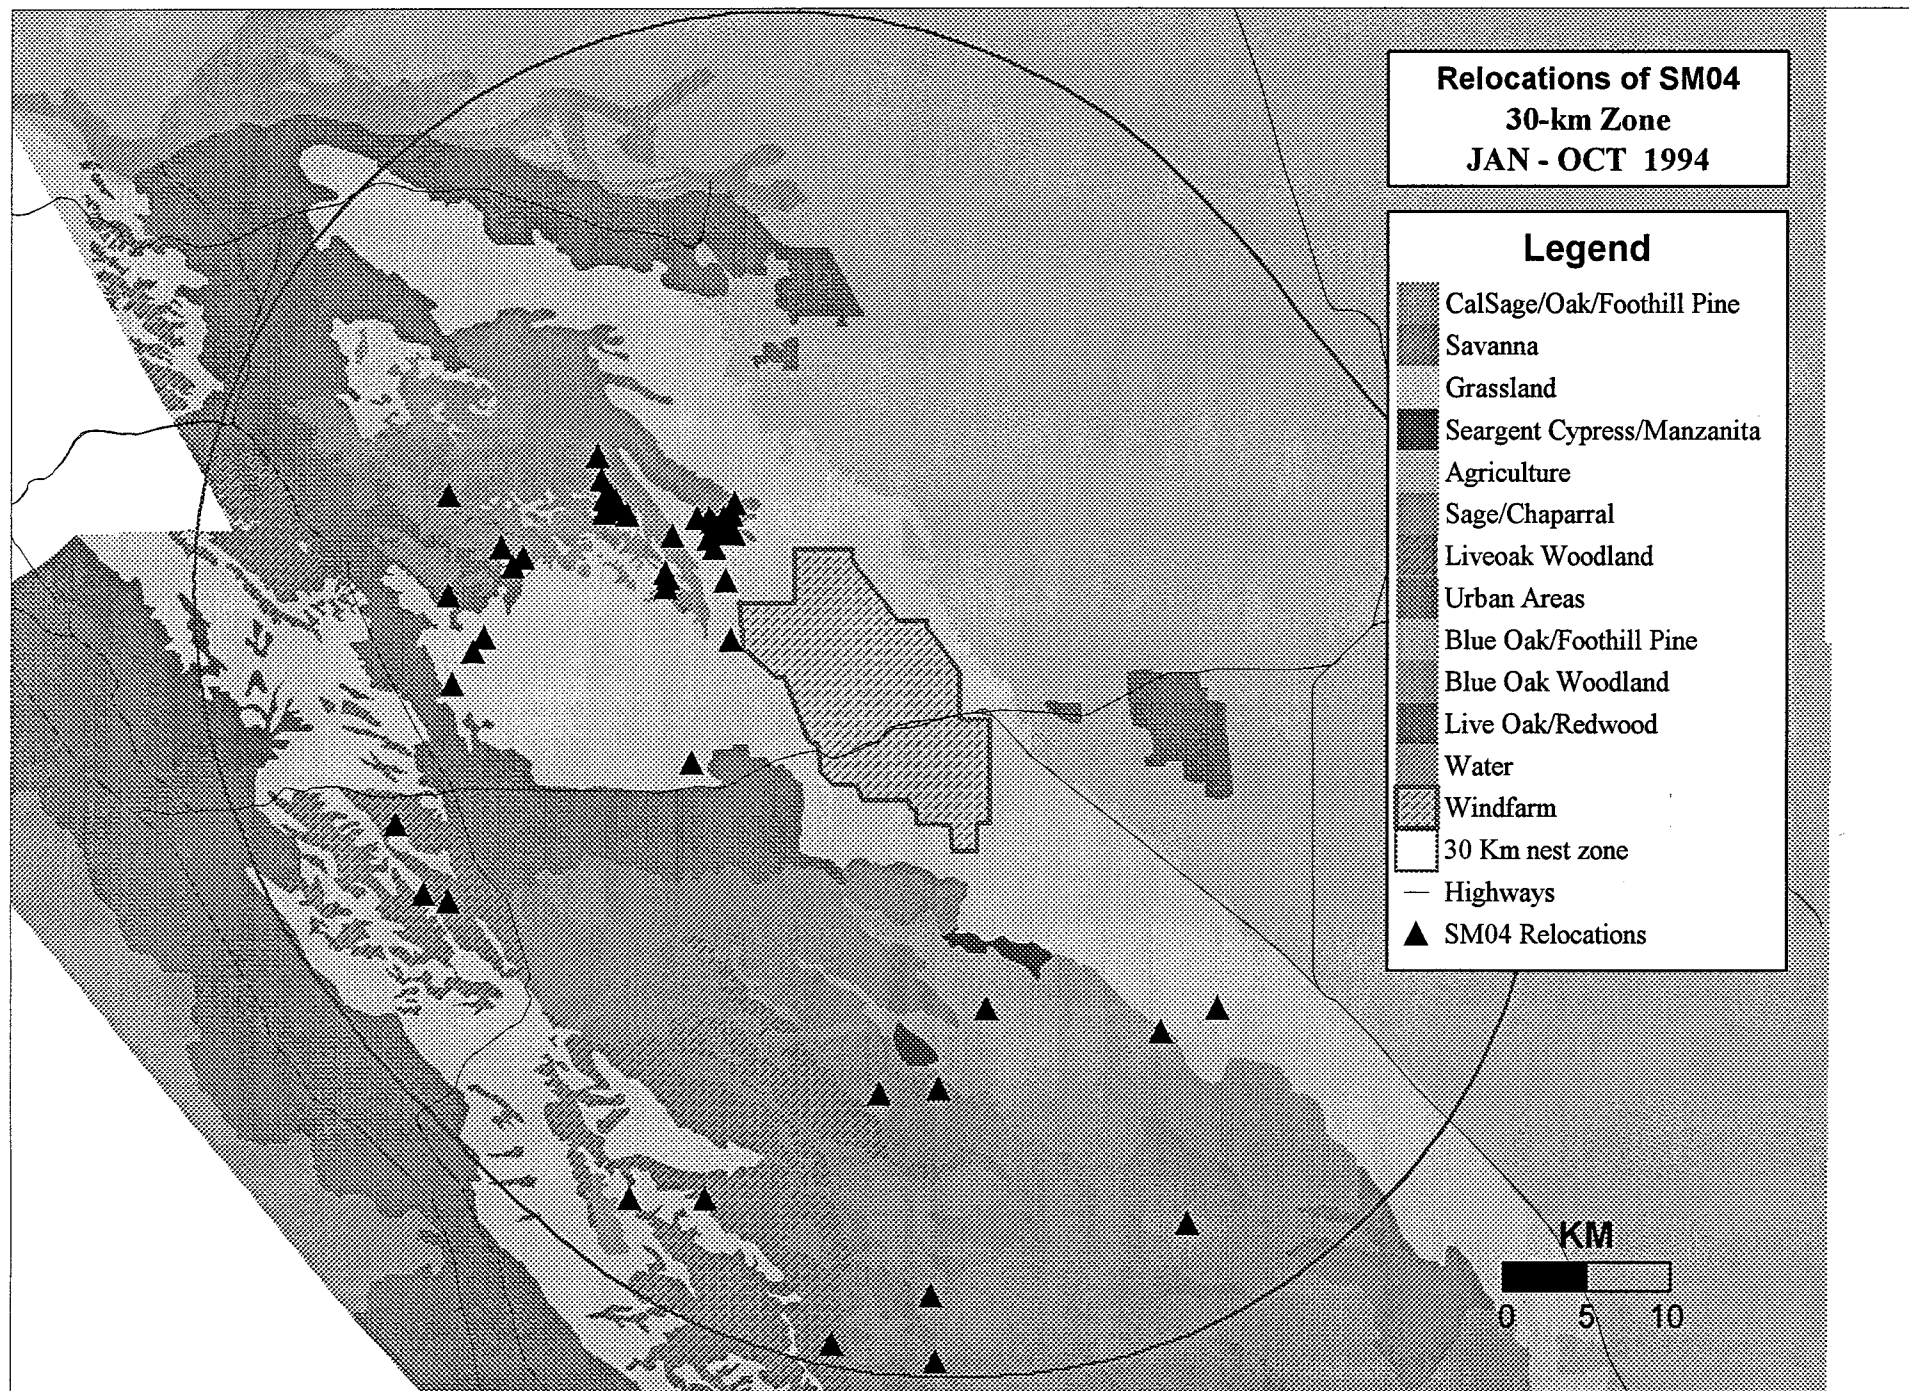 Relocations of SM04
30-km Zone
JAN - OCT 1994
Legend
CalSage/Oak/Foothill Pine
Savanna
Grassland
Seargent Cypress/Manzanita
Agriculture
Sage/Chaparral
Liveoak Woodland
Urban Areas
Blue Oak/Foothill Pine
Blue Oak Woodland
Live Oak/Redwood
Water
Windfarm
30 Km nest zone
Highways
SM04 Relocations
KM
0 5 10